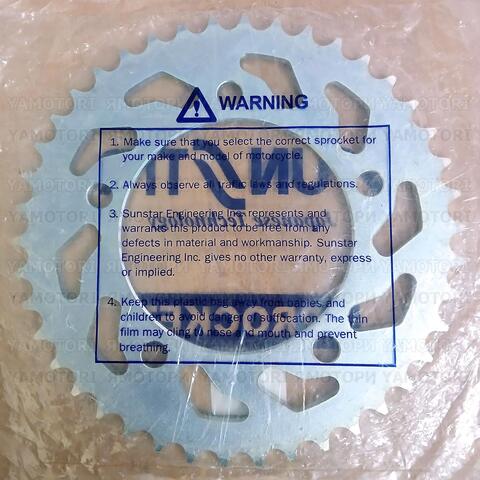 WARNING
1. Make sure that you select the correct sprocket for
your make and model of motorcycle.
2. Always observe all traffic laws and regulations.
3. Sunstar Engineering Inc. represents and
warrants this product to be free from any
defects in material and workmanship. Sunstar
Engineering Inc. gives no other warranty, express
or implied.
4. Keep this plastic bag away from babies and
children to avoid danger of suffocation. The thin
film may cling to nose and mouth and prevent
breathing.
YAMOTORI